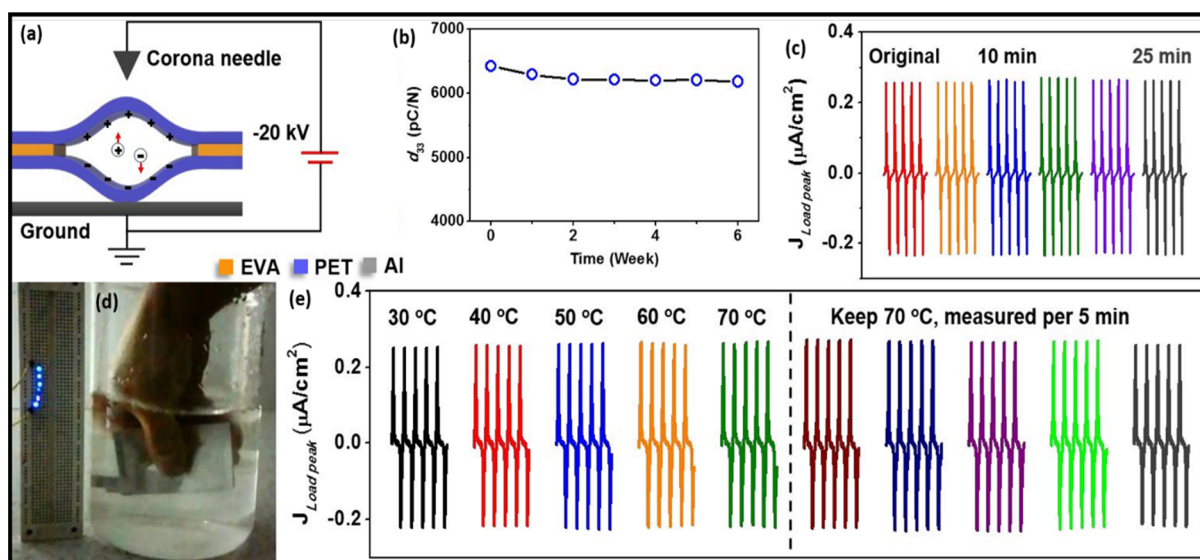 (a)
Corona needle
-20 kV
+ + + + + +
+
-
- - - - - -
Ground
EVA PET Al
(b)
7000
6000
5000
4000
d33 (pC/N)
0 2 4 6
Time (Week)
(c)
Original 10 min 25 min
0.4
0.2
0.0
-0.2
J Load peak (μA/cm²)
(d)
(e)
30 °C 40 °C 50 °C 60 °C 70 °C
Keep 70 °C, measured per 5 min
0.4
0.2
0.0
-0.2
J Load peak (μA/cm²)